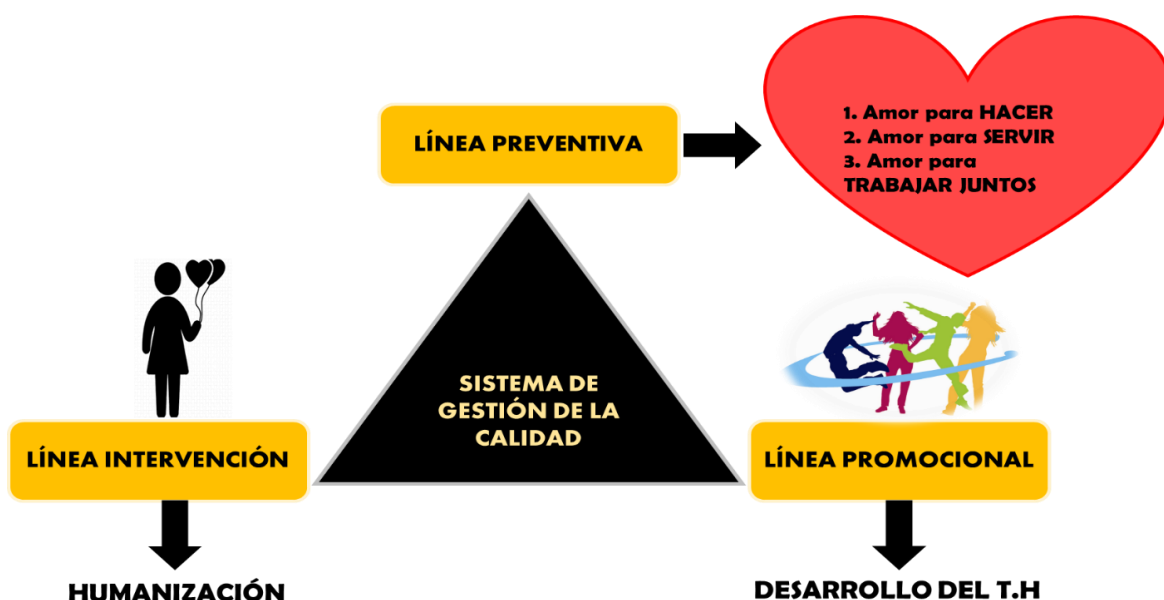 LÍNEA PREVENTIVA
1. Amor para HACER
2. Amor para SERVIR
3. Amor para
TRABAJAR JUNTOS
SISTEMA DE
GESTIÓN DE LA
CALIDAD
LÍNEA INTERVENCIÓN
LÍNEA PROMOCIONAL
HUMANIZACIÓN
DESARROLLO DEL T.H